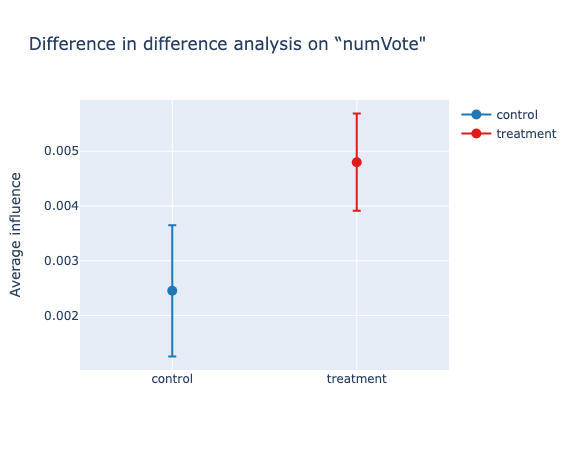 Difference in difference analysis on “numVote"
control
treatment
Average influence
0.005
0.004
0.003
0.002
control
treatment